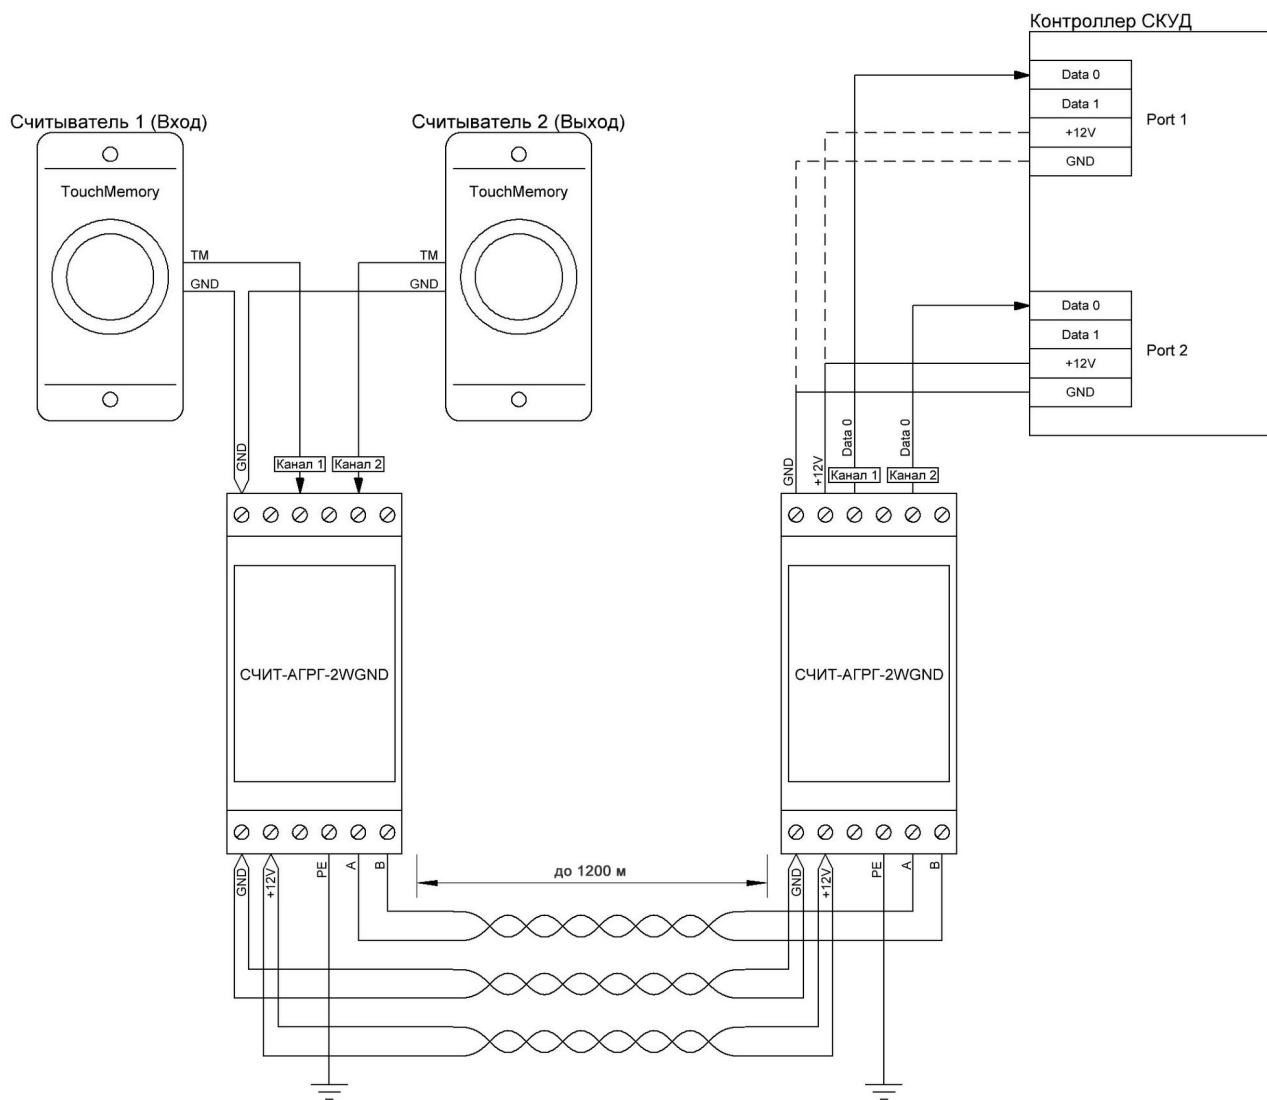 Контроллер СКУД
Data 0
Data 1
+12V
GND
Port 1
Считыватель 1 (Вход)
Считыватель 2 (Выход)
TouchMemory
TouchMemory
TM
GND
TM
GND
Data 0
Data 1
+12V
GND
Port 2
GND
Канал 1
Канал 2
GND
+12V
Data 0
Канал 1
Data 0
Канал 2
СЧИТ-АГРГ-2WGND
СЧИТ-АГРГ-2WGND
GND
+12V
PE
A
B
до 1200 м
GND
+12V
PE
A
B